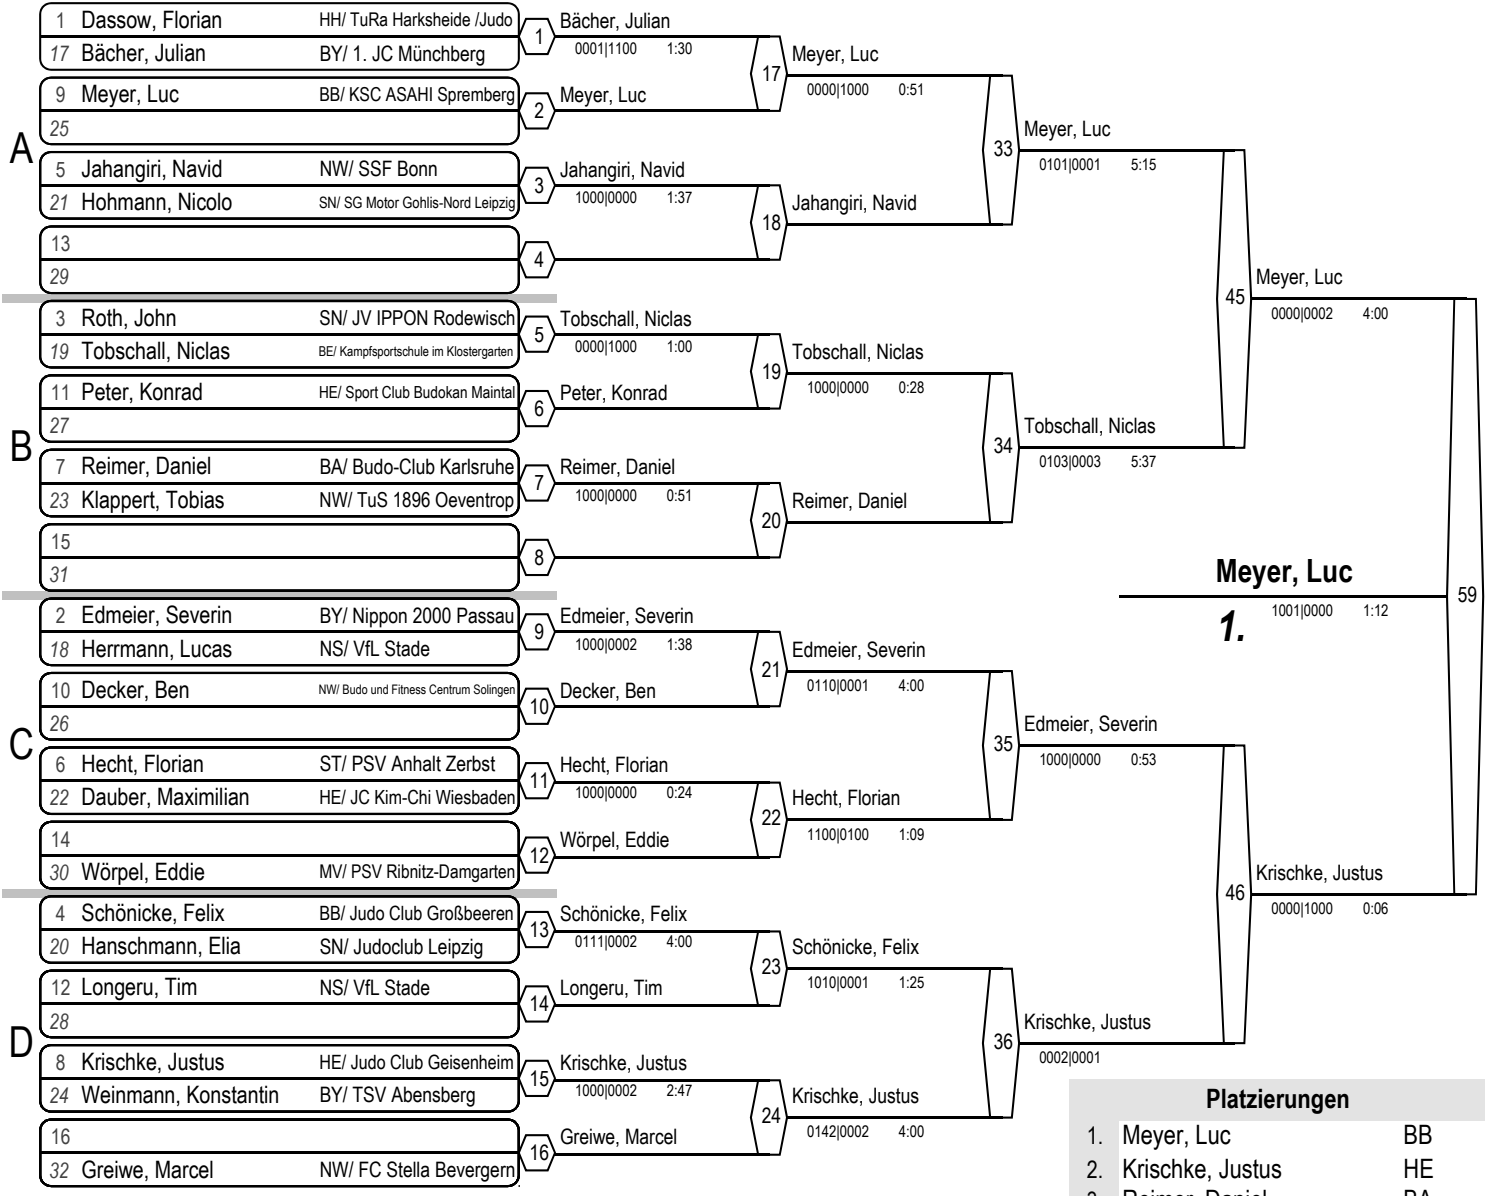 1 Dassow, Florian HH/ TuRa Harksheide /Judo
17 Bächer, Julian BY/ 1. JC Münchberg
9 Meyer, Luc BB/ KSC ASAHI Spremberg
25
A
5 Jahangiri, Navid NW/ SSF Bonn
21 Hohmann, Nicolo SN/ SG Motor Gohlis-Nord Leipzig
13
29
3 Roth, John SN/ JV IPPON Rodewisch
19 Tobschall, Niclas BE/ Kampfsportschule im Klostergarten
11 Peter, Konrad HE/ Sport Club Budokan Maintal
27
B
7 Reimer, Daniel BA/ Budo-Club Karlsruhe
23 Klappert, Tobias NW/ TuS 1896 Oeventrop
15
31
2 Edmeier, Severin BY/ Nippon 2000 Passau
18 Herrmann, Lucas NS/ VfL Stade
10 Decker, Ben NW/ Budo und Fitness Centrum Solingen
26
C
6 Hecht, Florian ST/ PSV Anhalt Zerbst
22 Dauber, Maximilian HE/ JC Kim-Chi Wiesbaden
14
30 Wörpel, Eddie MV/ PSV Ribnitz-Damgarten
4 Schönicke, Felix BB/ Judo Club Großbeeren
20 Hanschmann, Elia SN/ Judoclub Leipzig
12 Longeru, Tim NS/ VfL Stade
28
D
8 Krischke, Justus HE/ Judo Club Geisenheim
24 Weinmann, Konstantin BY/ TSV Abensberg
16
32 Greiwe, Marcel NW/ FC Stella Bevergern
1 Bächer, Julian
0001|1100 1:30
2 Meyer, Luc
3 Jahangiri, Navid
1000|0000 1:37
4
5 Tobschall, Niclas
0000|1000 1:00
6 Peter, Konrad
7 Reimer, Daniel
1000|0000 0:51
8
9 Edmeier, Severin
1000|0002 1:38
10 Decker, Ben
11 Hecht, Florian
1000|0000 0:24
12 Wörpel, Eddie
13 Schönicke, Felix
0111|0002 4:00
14 Longeru, Tim
15 Krischke, Justus
1000|0002 2:47
16 Greiwe, Marcel
17 Meyer, Luc
0000|1000 0:51
18 Jahangiri, Navid
19 Tobschall, Niclas
1000|0000 0:28
20 Reimer, Daniel
21 Edmeier, Severin
0110|0001 4:00
22 Hecht, Florian
1100|0100 1:09
23 Schönicke, Felix
1010|0001 1:25
24 Krischke, Justus
0142|0002 4:00
33 Meyer, Luc
0101|0001 5:15
34 Tobschall, Niclas
0103|0003 5:37
35 Edmeier, Severin
1000|0000 0:53
36 Krischke, Justus
0002|0001
45 Meyer, Luc
0000|0002 4:00
46 Krischke, Justus
0000|1000 0:06
59
Meyer, Luc
1. 1001|0000 1:12
Platzierungen
1. Meyer, Luc BB
2. Krischke, Justus HE
3. Reimer, Daniel BA